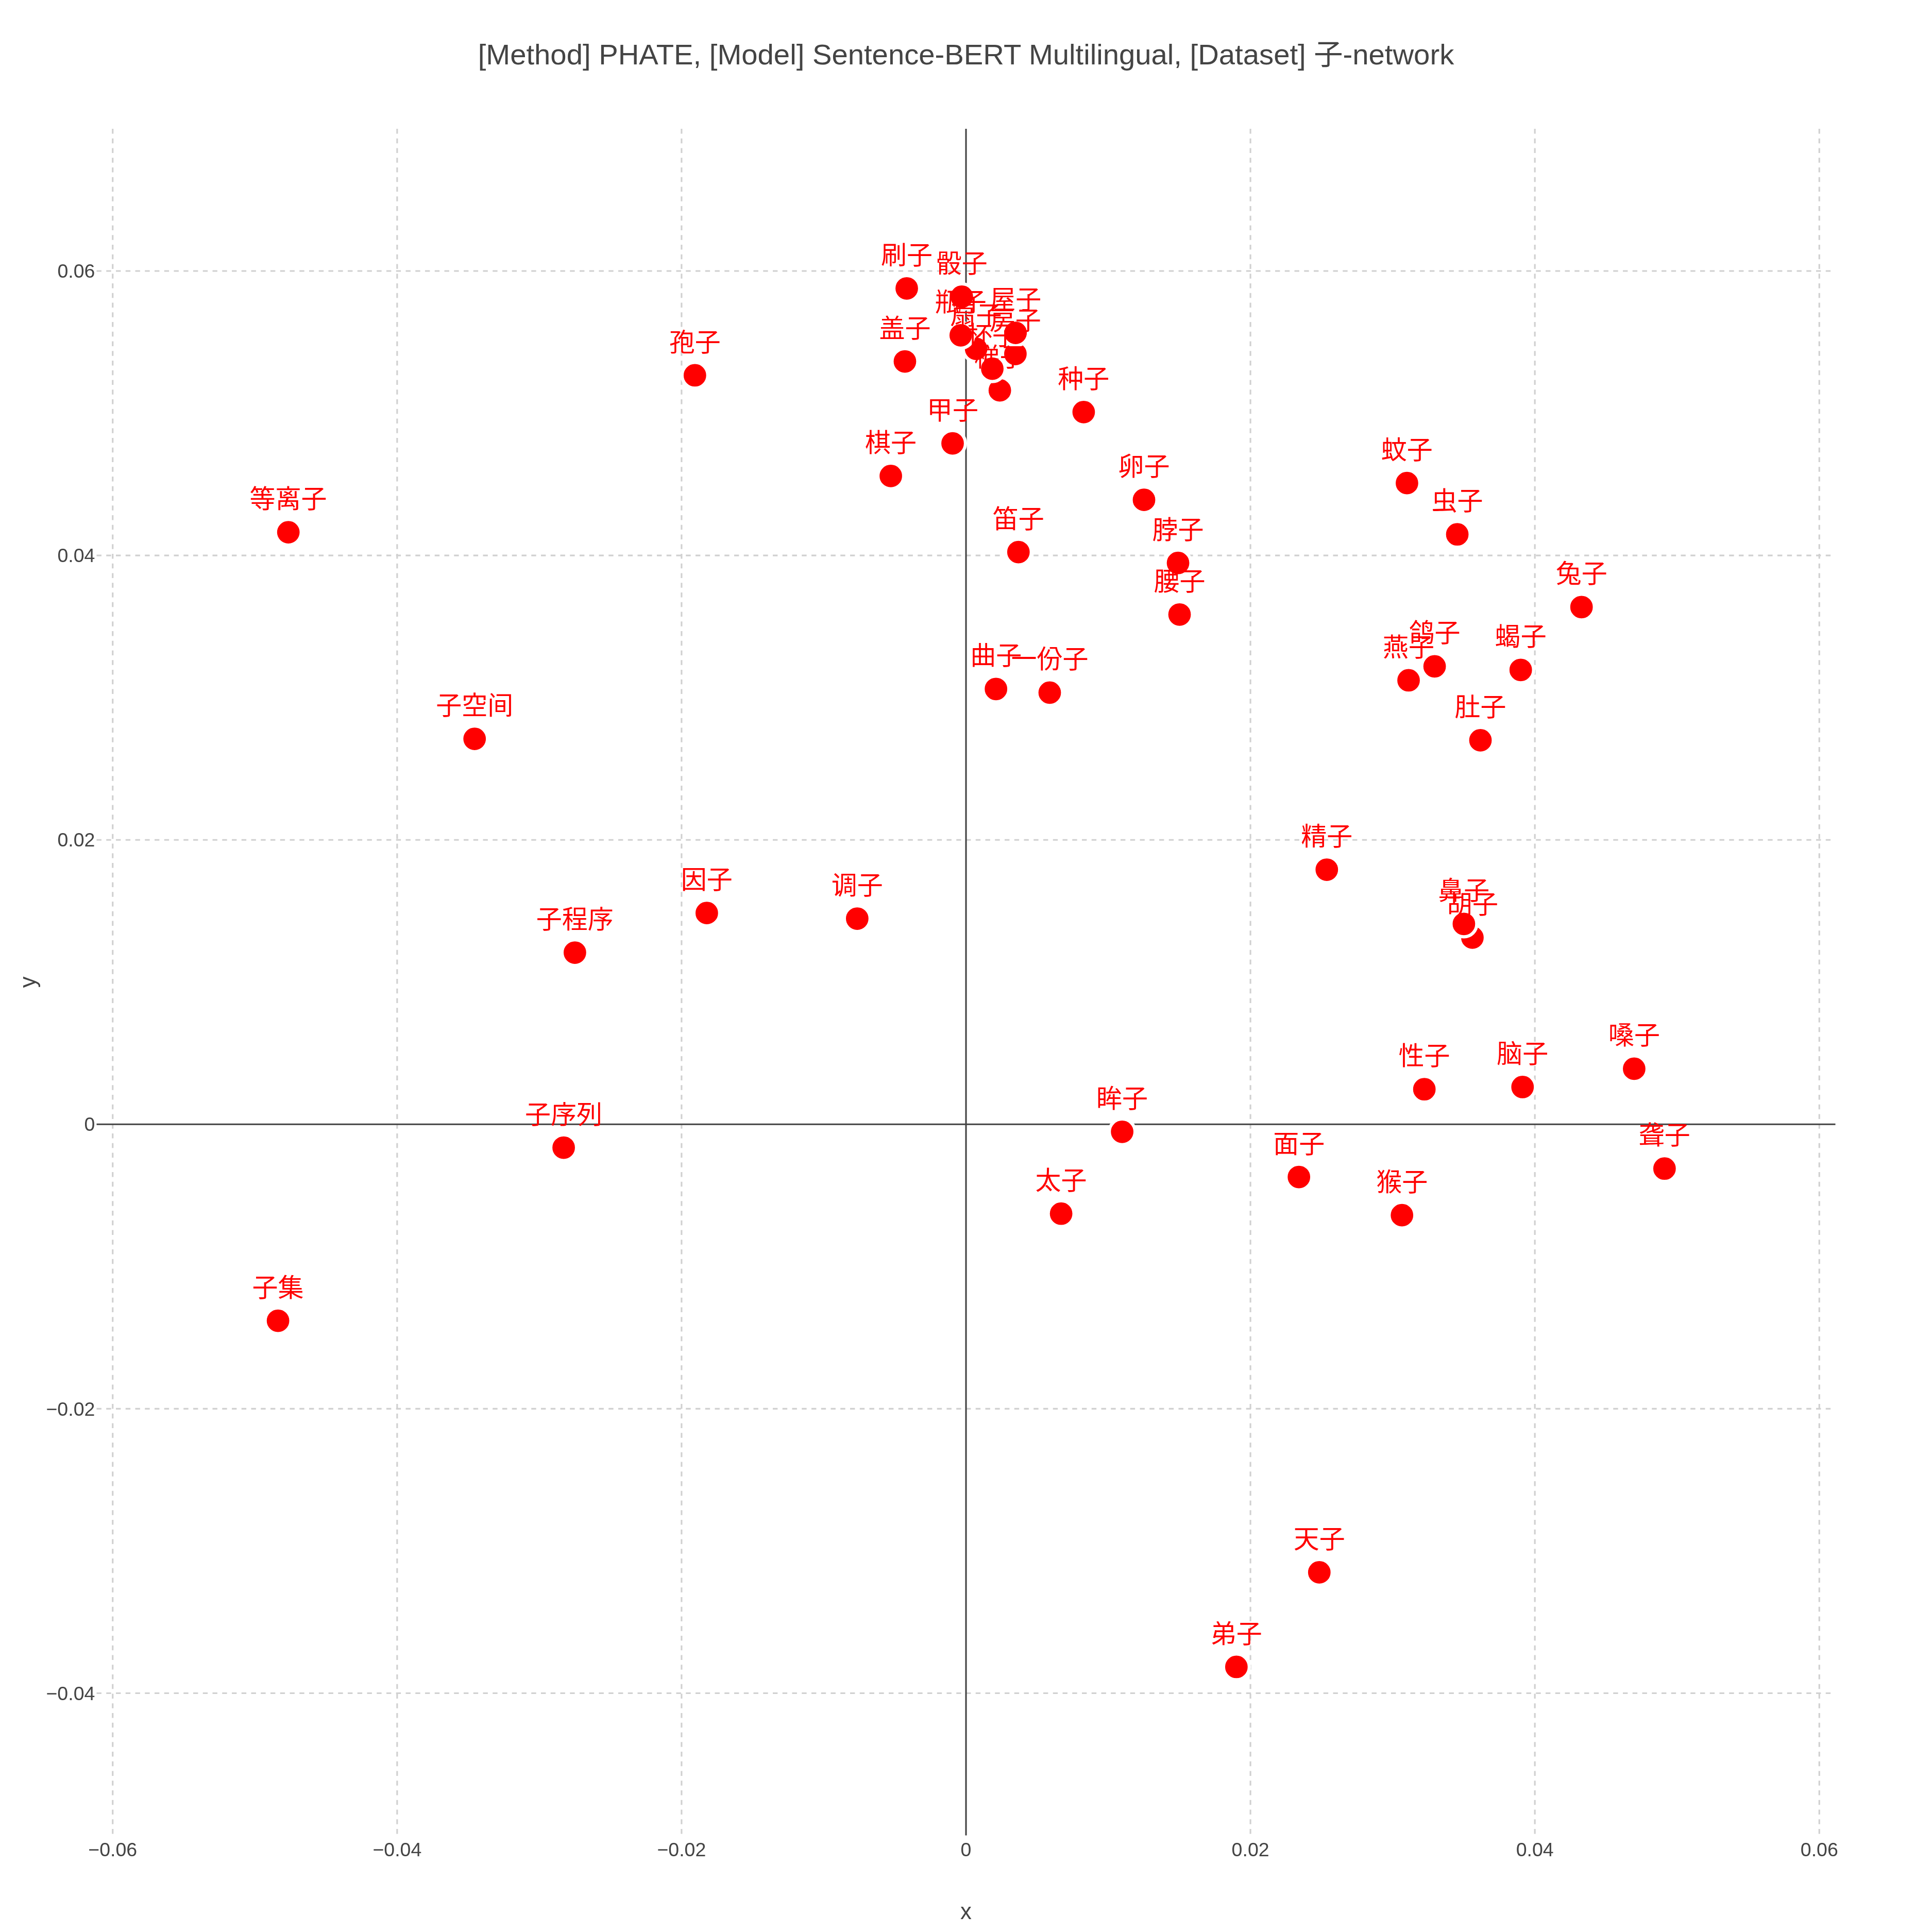 [Method] PHATE, [Model] Sentence-BERT Multilingual, [Dataset] 子-network
刷子
骰子
瓶子
屋子
扇子
房子
盖子
杯子
孢子
种子
甲子
棋子
蚊子
卵子
等离子
虫子
笛子
脖子
腰子
兔子
鸽子
蝎子
燕子
曲子
一份子
子空间
肚子
精子
因子
调子
鼻子
胡子
子程序
嗓子
性子
脑子
眸子
子序列
聋子
面子
太子
猴子
子集
天子
弟子
0.06
0.04
0.02
0
−0.02
−0.04
−0.06
−0.04
−0.02
0
0.02
0.04
0.06
x
y